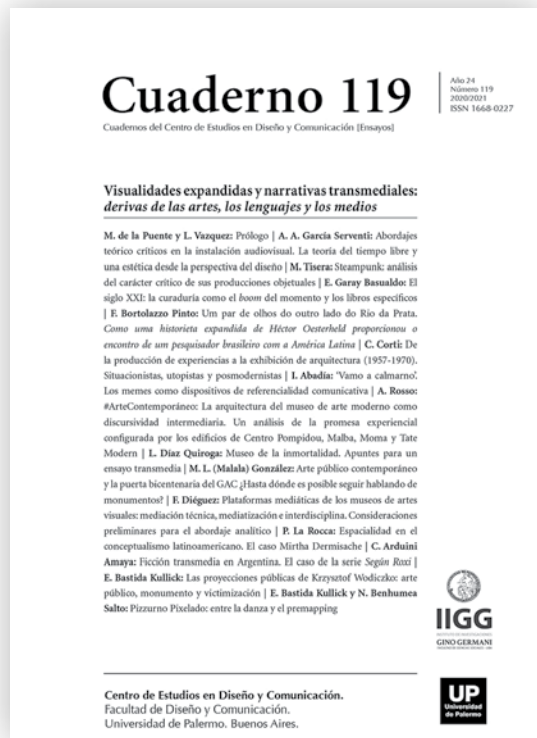 Cuaderno 119
Cuadernos del Centro de Estudios en Diseño y Comunicación [Ensayos]
Año 24
Número 119
2020/2021
ISSN 1668-0227
Visualidades expandidas y narrativas transmediales:
derivas de las artes, los lenguajes y los medios
M. de la Puente y L. Vazquez: Prólogo | A. A. García Serventi: Abordajes
teórico críticos en la instalación audiovisual. La teoría del tiempo libre y
una estética desde la perspectiva del diseño | M. Tisera: Steampunk: análisis
del carácter crítico de sus producciones objetuales | E. Garay Basualdo: El
siglo XXI: la curaduría como el boom del momento y los libros específicos
| F. Bortolazzo Pinto: Um par de olhos do outro lado do Rio da Prata.
Como uma historieta expandida de Héctor Oesterheld proporcionou o
encontro de um pesquisador brasileiro com a América Latina | C. Corti: De
la producción de experiencias a la exhibición de arquitectura (1957-1970).
Situacionistas, utopistas y posmodernistas | I. Abadía: ‘Vamo a calmarno’.
Los memes como dispositivos de referencialidad comunicativa | A. Rosso:
#ArteContemporáneo: La arquitectura del museo de arte moderno como
discursividad intermediaria. Un análisis de la promesa experiencial
configurada por los edificios de Centro Pompidou, Malba, Moma y Tate
Modern | L. Díaz Quiroga: Museo de la inmortalidad. Apuntes para un
ensayo transmedia | M. L. (Malala) González: Arte público contemporáneo
y la puerta bicentenaria del GAC ¿Hasta dónde es posible seguir hablando de
monumentos? | F. Diéguez: Plataformas mediáticas de los museos de artes
visuales: mediación técnica, mediatización e interdisciplina. Consideraciones
preliminares para el abordaje analítico | P. La Rocca: Espacialidad en el
conceptualismo latinoamericano. El caso Mirtha Dermisache | C. Arduini
Amaya: Ficción transmedia en Argentina. El caso de la serie Según Roxi |
E. Bastida Kullick: Las proyecciones públicas de Krzysztof Wodiczko: arte
público, monumento y victimización | E. Bastida Kullick y N. Benhumea
Salto: Pizzurno Pixelado: entre la danza y el premapping
IIGG
INSTITUTO DE INVESTIGACIONES
GINO GERMANI
Centro de Estudios en Diseño y Comunicación.
Facultad de Diseño y Comunicación.
Universidad de Palermo. Buenos Aires.
UP
Universidad
de Palermo